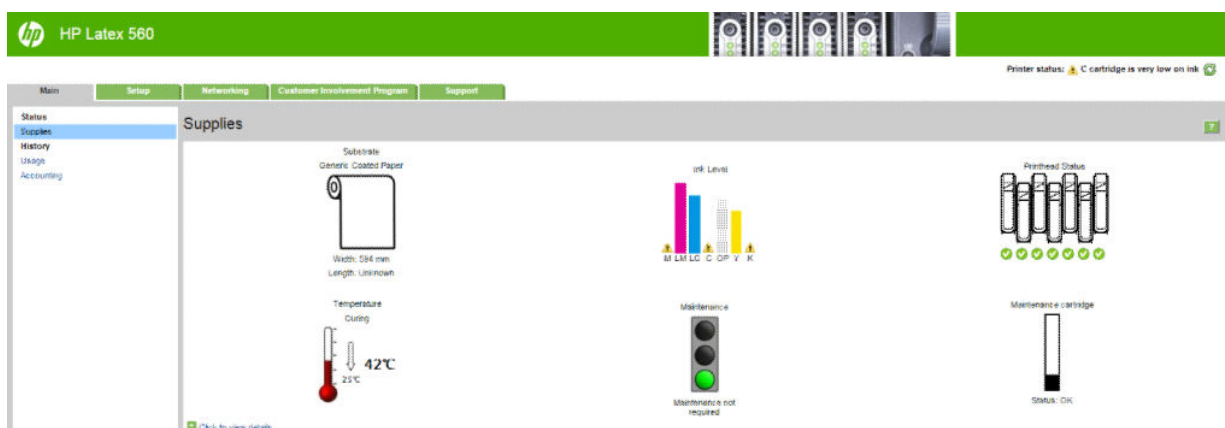 hp HP Latex 560
Printer status: C cartridge is very low on ink
Main Setup Networking Customer Involvement Program Support
Status
Supplies
History
Usage
Accounting
Supplies
?
Substrate
Generic Coated Paper
Width: 594 mm
Length: Unknown
Ink Level
M LM LC C OP Y K
Printhead Status
Temperature
Curing
42°C
25°C
Maintenance
Maintenance not
required
Maintenance cartridge
Status: OK
Click to view details